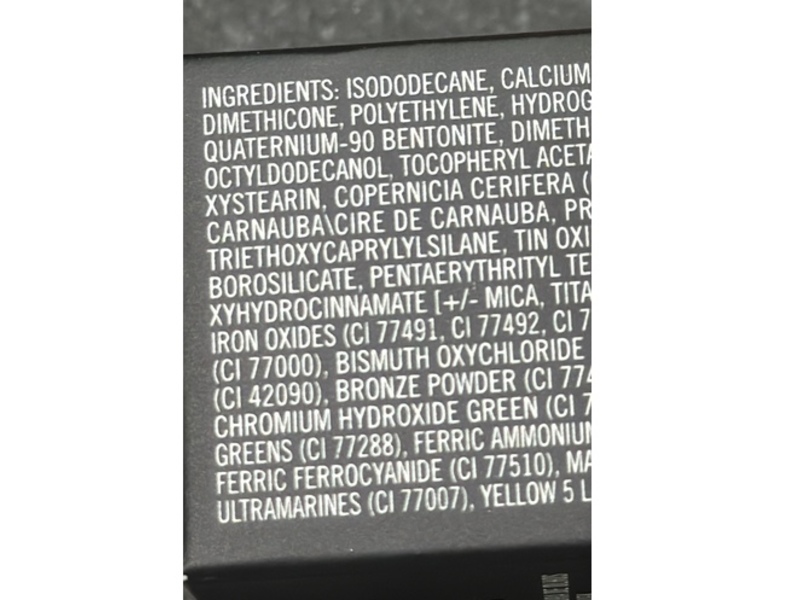 INGREDIENTS: ISODODECANE, CALCIUM
DIMETHICONE, POLYETHYLENE, HYDROG
QUATERNIUM-90 BENTONITE, DIMETH
OCTYLDODECANOL, TOCOPHERYL ACETA
XYSTEARIN, COPERNICIA CERIFERA (
CARNAUBA\CIRE DE CARNAUBA, PR
TRIETHOXYCAPRYLYLSILANE, TIN OXI
BOROSILICATE, PENTAERYTHRITYL TE
XYHYDROCINNAMATE [+/- MICA, TITA
IRON OXIDES (CI 77491, CI 77492, CI 7
(CI 77000), BISMUTH OXYCHLORIDE
(CI 42090), BRONZE POWDER (CI 774
CHROMIUM HYDROXIDE GREEN (CI 7
GREENS (CI 77288), FERRIC AMMONIUM
FERRIC FERROCYANIDE (CI 77510), MA
ULTRAMARINES (CI 77007), YELLOW 5 L